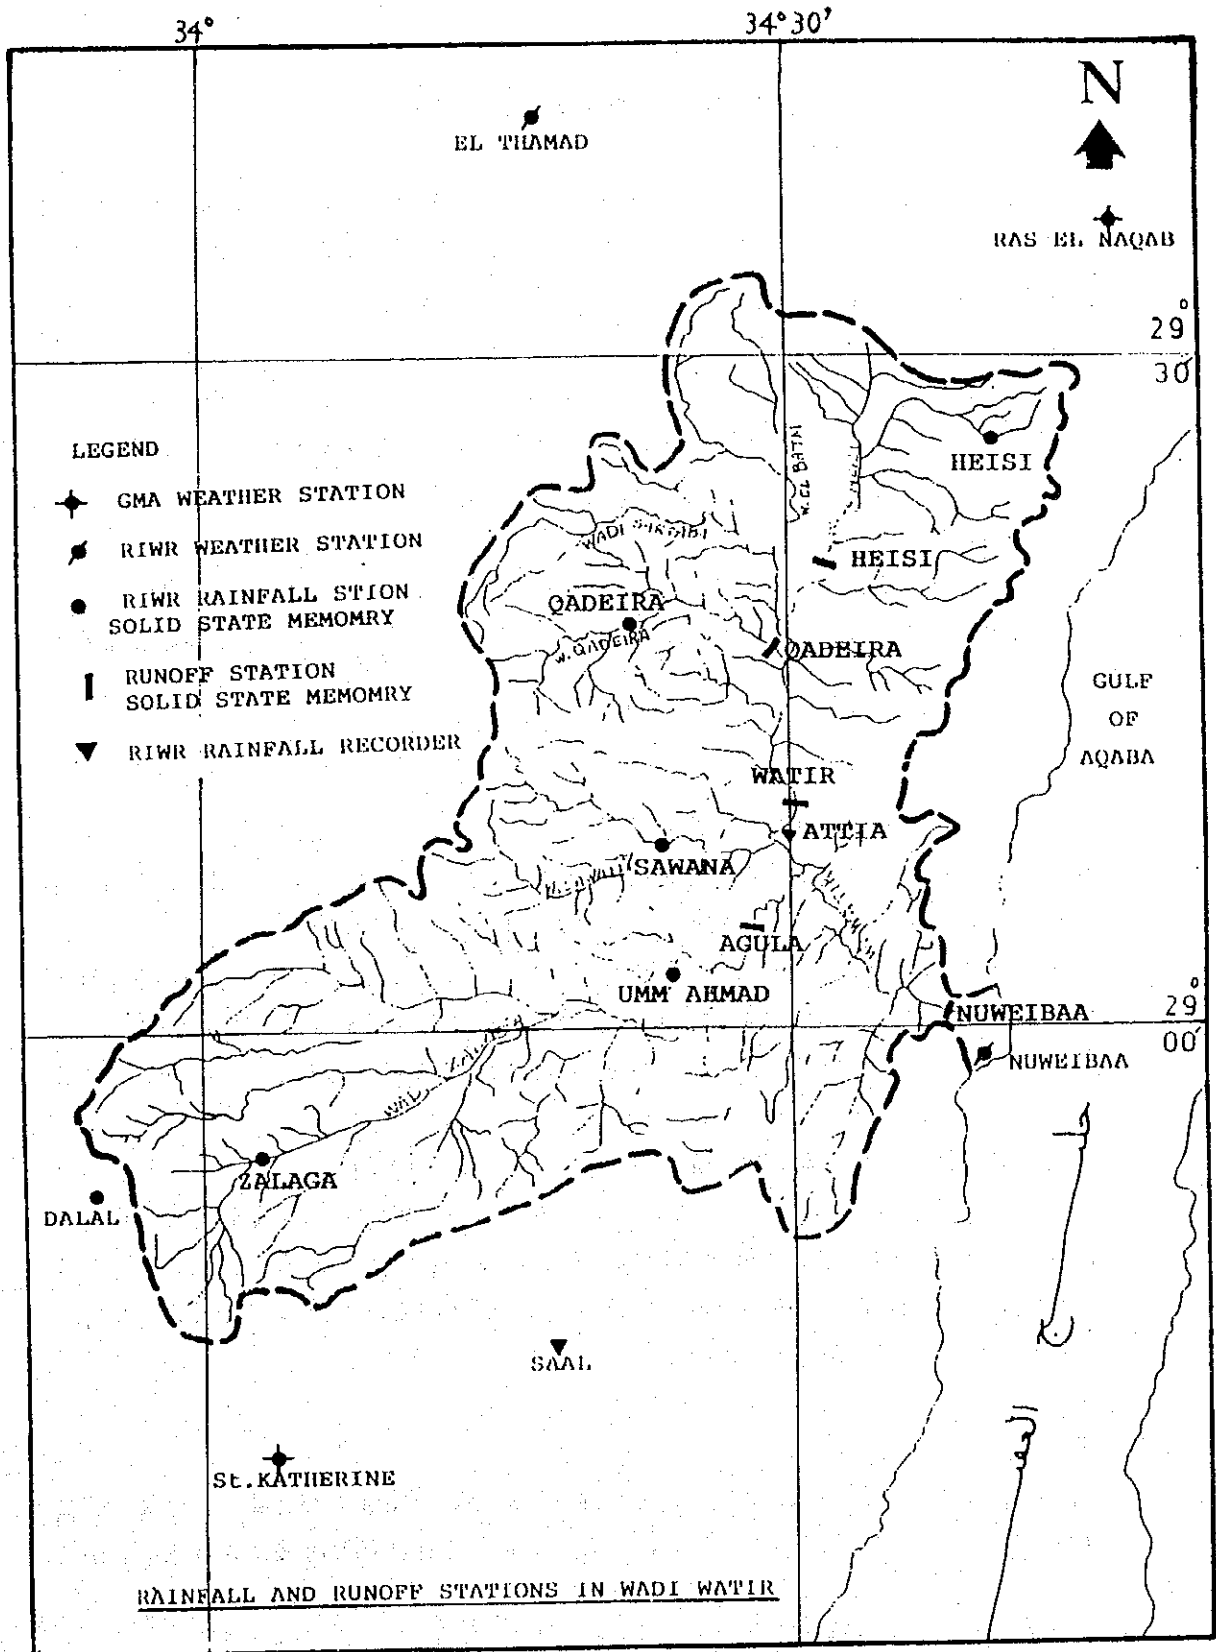 34°
34°30'
N
EL THAMAD
RAS EL NAQAB
29°
30'
LEGEND
GMA WEATHER STATION
RIWR WEATHER STATION
RIWR RAINFALL STION
SOLID STATE MEMOMRY
RUNOFF STATION
SOLID STATE MEMOMRY
RIWR RAINFALL RECORDER
HEISI
W. EL BATM
HEISI
WADI
QADEIRA
W. QADEIRA
QADEIRA
GULF
OF
AQABA
WATIR
ATTIA
SAWANA
AGULA
UMM AHMAD
NUWEIBAA
29°
00'
NUWEIBAA
ZALAGA
DALAL
SAAL
St.KATHERINE
RAINFALL AND RUNOFF STATIONS IN WADI WATIR